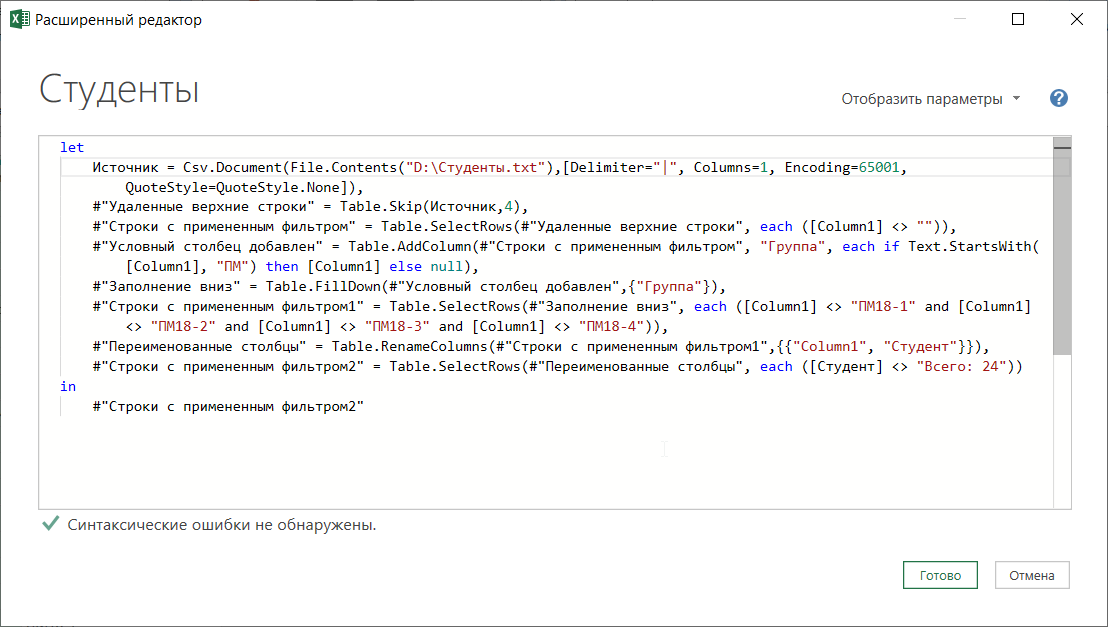 Расширенный редактор
Студенты
Отобразить параметры
?
let
Источник = Csv.Document(File.Contents("D:\Студенты.txt"),[Delimiter="|", Columns=1, Encoding=65001,
QuoteStyle=QuoteStyle.None]),
#"Удаленные верхние строки" = Table.Skip(Источник,4),
#"Строки с примененным фильтром" = Table.SelectRows(#"Удаленные верхние строки", each ([Column1] <> "")),
#"Условный столбец добавлен" = Table.AddColumn(#"Строки с примененным фильтром", "Группа", each if Text.StartsWith(
[Column1], "ПМ") then [Column1] else null),
#"Заполнение вниз" = Table.FillDown(#"Условный столбец добавлен",{"Группа"}),
#"Строки с примененным фильтром1" = Table.SelectRows(#"Заполнение вниз", each ([Column1] <> "ПМ18-1" and [Column1]
<> "ПМ18-2" and [Column1] <> "ПМ18-3" and [Column1] <> "ПМ18-4")),
#"Переименованные столбцы" = Table.RenameColumns(#"Строки с примененным фильтром1",{{"Column1", "Студент"}}),
#"Строки с примененным фильтром2" = Table.SelectRows(#"Переименованные столбцы", each ([Студент] <> "Всего: 24"))
in
#"Строки с примененным фильтром2"
Синтаксические ошибки не обнаружены.
Готово
Отмена